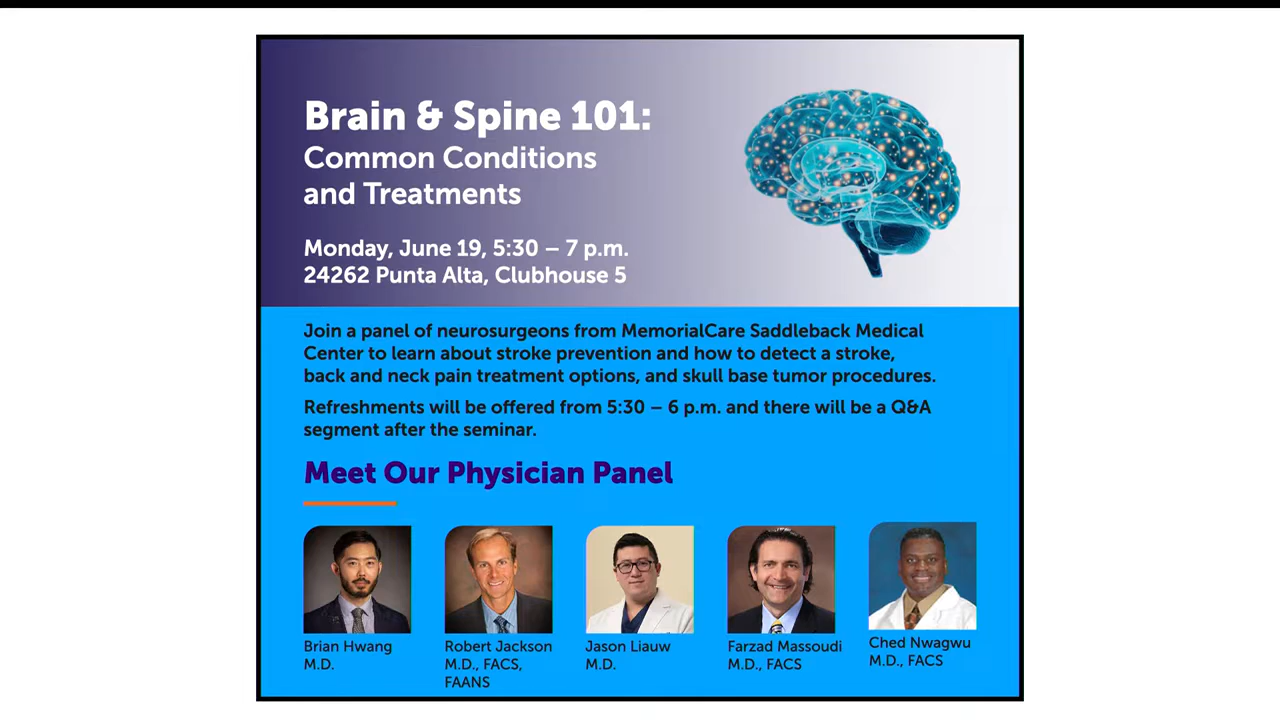 Brain & Spine 101:
Common Conditions
and Treatments
Monday, June 19, 5:30 – 7 p.m.
24262 Punta Alta, Clubhouse 5
Join a panel of neurosurgeons from MemorialCare Saddleback Medical
Center to learn about stroke prevention and how to detect a stroke,
back and neck pain treatment options, and skull base tumor procedures.
Refreshments will be offered from 5:30 – 6 p.m. and there will be a Q&A
segment after the seminar.
Meet Our Physician Panel
Brian Hwang
M.D.
Robert Jackson
M.D., FACS,
FAANS
Jason Liauw
M.D.
Farzad Massoudi
M.D., FACS
Ched Nwagwu
M.D., FACS